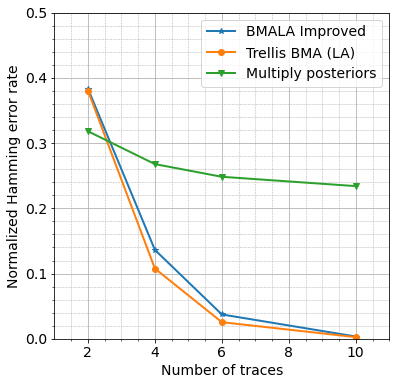 0.5
0.4
0.3
0.2
0.1
0.0
Normalized Hamming error rate
BMALA Improved
Trellis BMA (LA)
Multiply posteriors
2 4 6 8 10
Number of traces